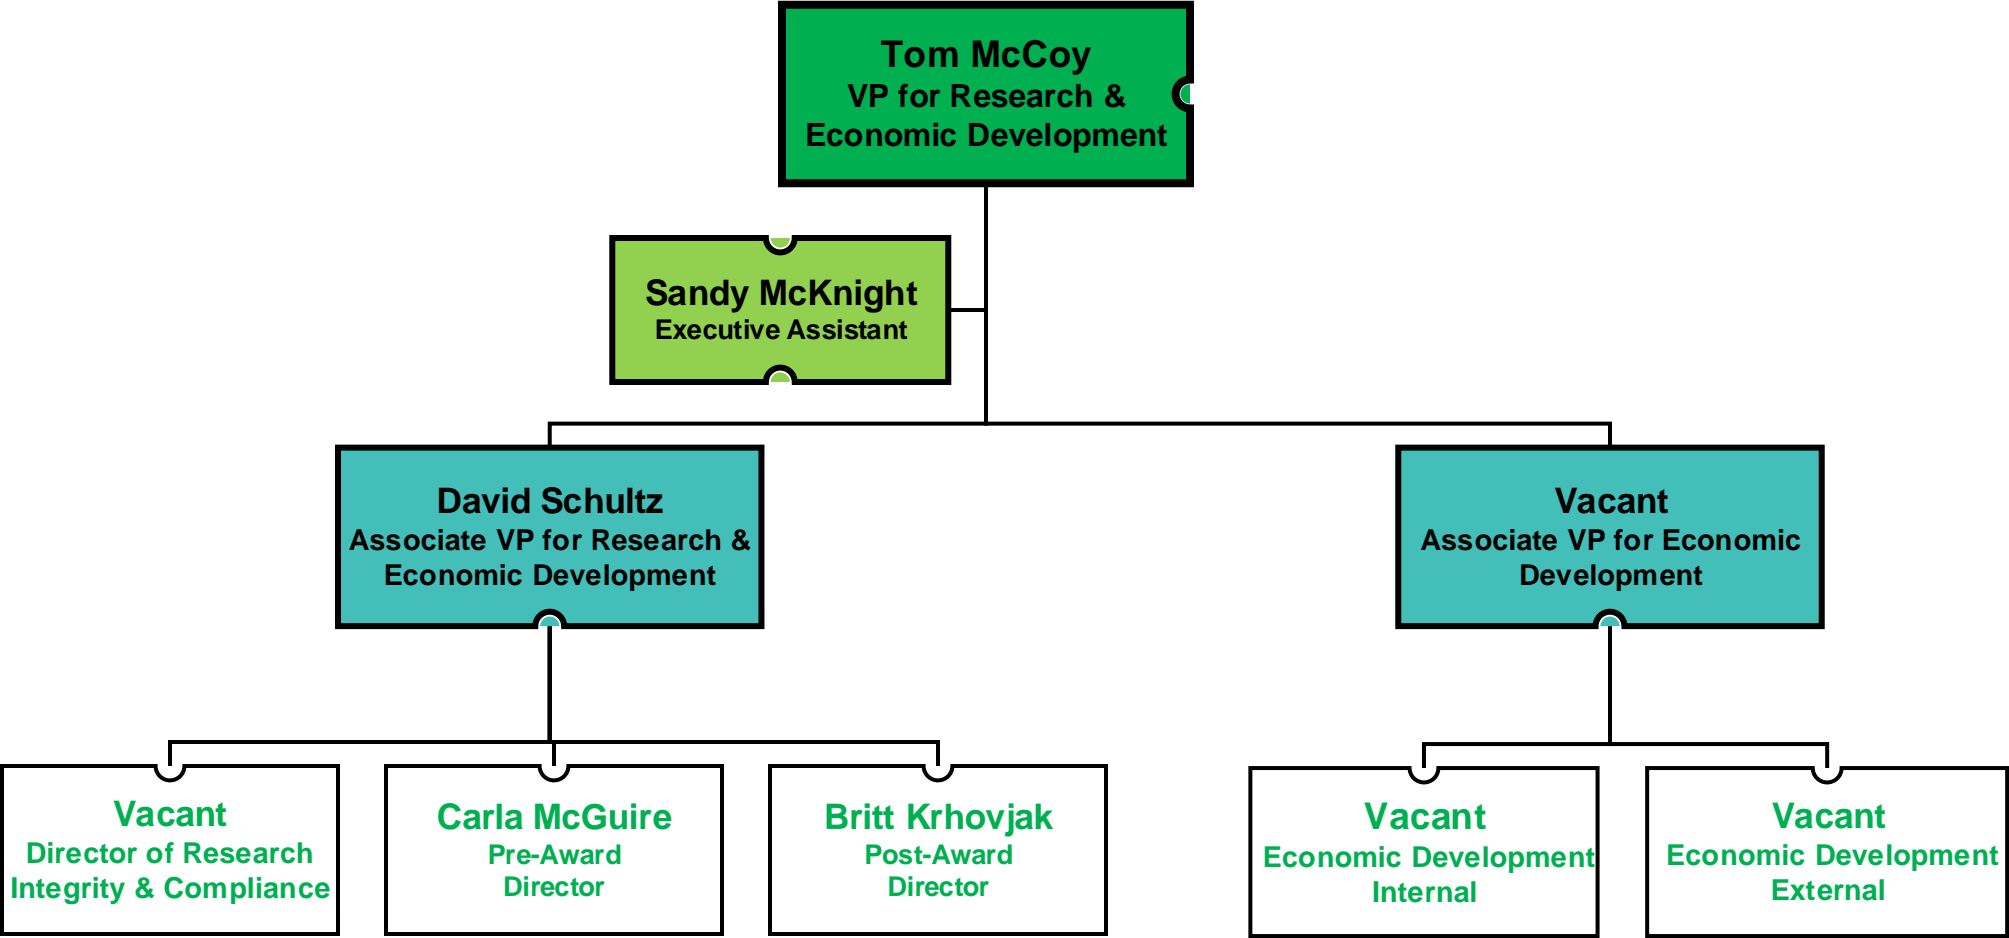 Tom McCoy
VP for Research &
Economic Development
Sandy McKnight
Executive Assistant
David Schultz
Associate VP for Research &
Economic Development
Vacant
Associate VP for Economic
Development
Vacant
Director of Research
Integrity & Compliance
Carla McGuire
Pre-Award
Director
Britt Krhovjak
Post-Award
Director
Vacant
Economic Development
Internal
Vacant
Economic Development
External